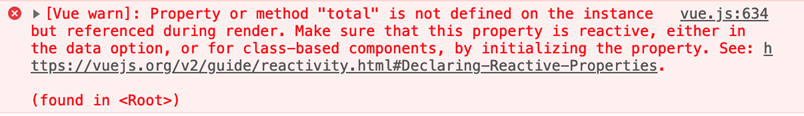 [Vue warn]: Property or method "total" is not defined on the instance vue.js:634
but referenced during render. Make sure that this property is reactive, either in
the data option, or for class-based components, by initializing the property. See: h
ttps://vuejs.org/v2/guide/reactivity.html#Declaring-Reactive-Properties.
(found in <Root>)